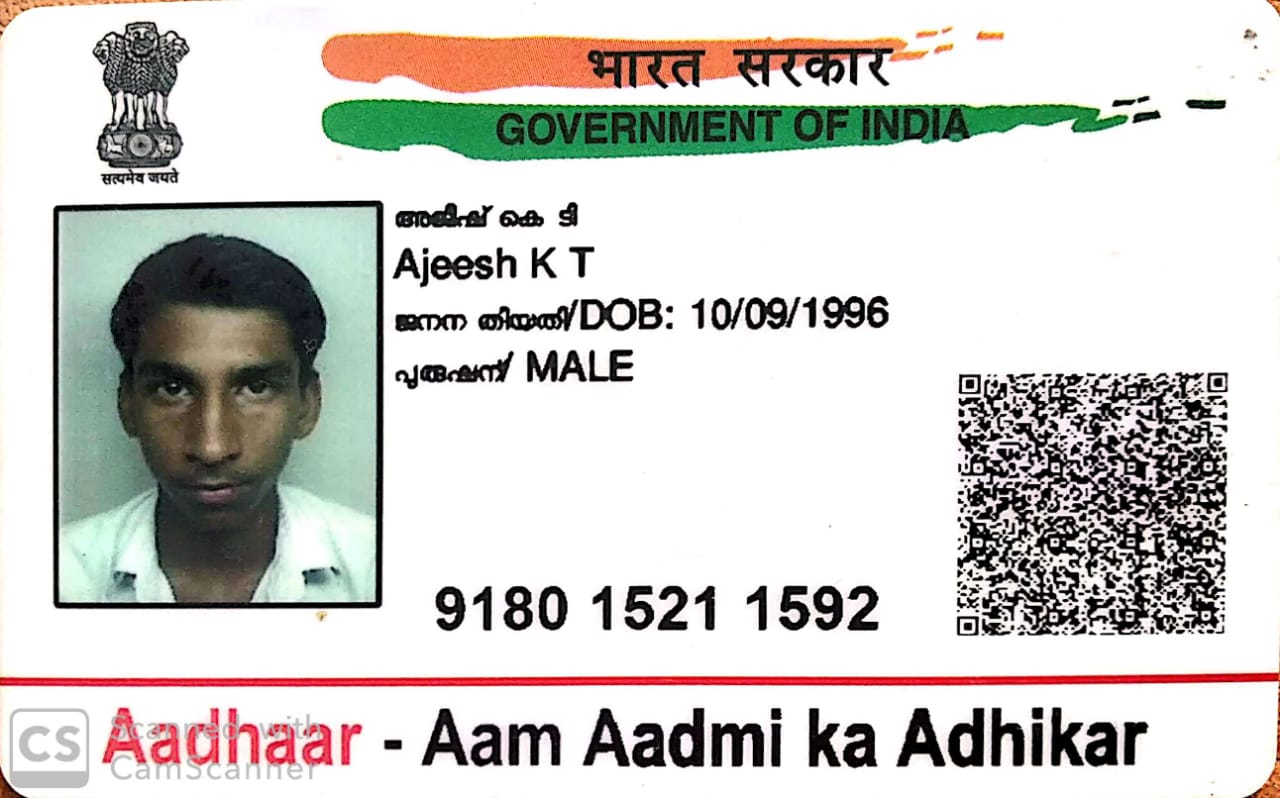 भारत सरकार
GOVERNMENT OF INDIA
सत्यमेव जयते
അജീഷ് കെ ടി
Ajeesh K T
ജനന തിയതി/DOB: 10/09/1996
പുരുഷന്‍/ MALE
9180 1521 1592
Aadhaar - Aam Aadmi ka Adhikar
CS Scanned with
CamScanner